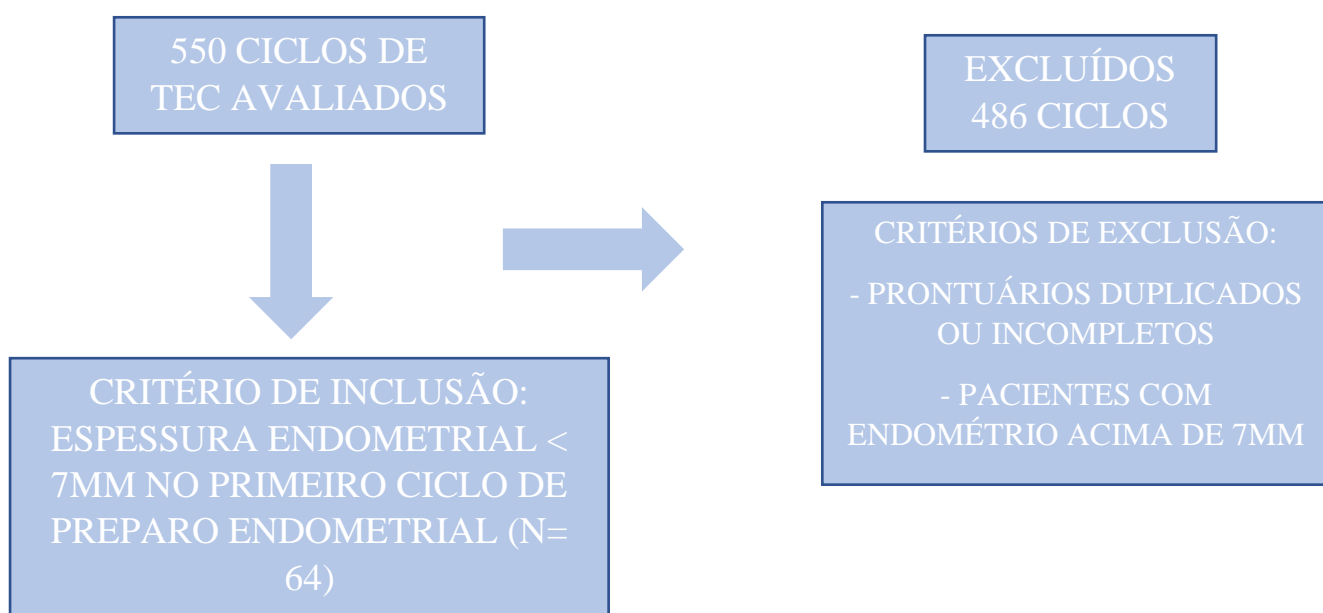 550 CICLOS DE
TEC AVALIADOS
EXCLUÍDOS
486 CICLOS
CRITÉRIOS DE EXCLUSÃO:
- PRONTUÁRIOS DUPLICADOS
OU INCOMPLETOS
- PACIENTES COM
ENDOMÉTRIO ACIMA DE 7MM
CRITÉRIO DE INCLUSÃO:
ESPESSURA ENDOMETRIAL <
7MM NO PRIMEIRO CICLO DE
PREPARO ENDOMETRIAL (N=
64)